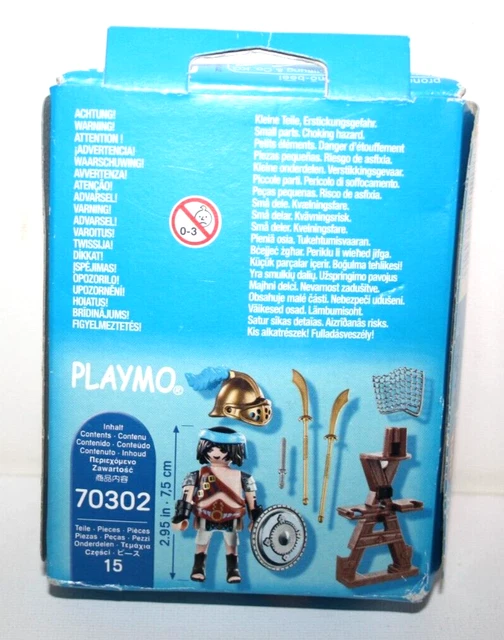 ACHTUNG!
WARNING!
ATTENTION !
¡ADVERTENCIA!
WAARSCHUWING!
AVVERTENZA!
ATENÇÃO!
ADVARSEL!
VARNING!
ADVARSEL!
VAROITUS!
TWISSLJA!
DİKKAT!
ĮSPĖJIMAS!
OPOZORILO!
UPOZORNĚNÍ!
HOIATUS!
BRĪDINĀJUMS!
FIGYELMEZTETÉS!
0-3
Kleine Teile, Erstickungsgefahr.
Small parts. Choking hazard.
Petits éléments. Danger d'étouffement
Piezas pequeñas. Riesgo de asfixia.
Kleine onderdelen. Verstikkingsgevaar.
Piccole parti. Pericolo di soffocamento.
Peças pequenas. Risco de asfixia.
Små dele. Kvælningsfare.
Små delar. Kvävningsrisk.
Små deler. Kvelningsfare.
Pieniä osia. Tukehtumisvaaran.
Bċejjeċ żgħar. Periklu li wieħed jifga.
Küçük parçalar içerir. Boğulma tehlikesi!
Yra smulkių dalių. Užspringimo pavojus
Majhni delci. Nevarnost zadušitve.
Obsahuje malé části. Nebezpečí udušení.
Väikesed osad. Lämbumisoht.
Satur sīkas detaļas. Aizrīšanās risks.
Kis alkatrészek! Fulladásveszély!
PLAYMO®
Inhalt
Contents · Contenu
Contenido · Conteúdo
Contenuto · Inhoud
Περιεχόμενο
Zawartość
商品内容
70302
Teile · Pieces · Pièces
Piezas · Peças · Pezzi
Onderdelen · Τεμάχια
Części · ピース
15
2.95 in · 7,5 cm